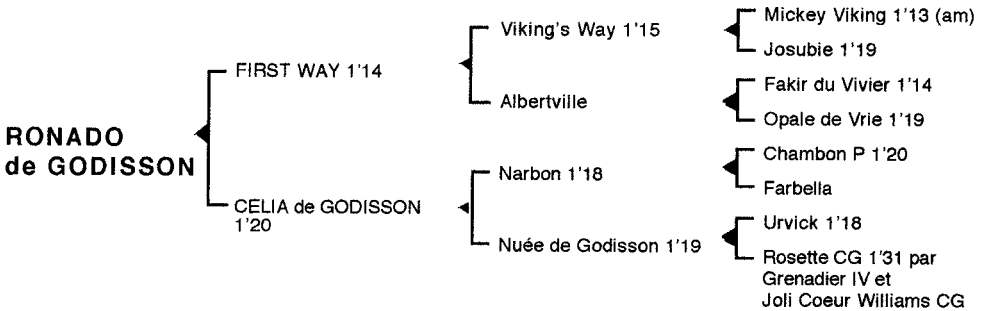 RONADO
de GODISSON
FIRST WAY 1'14
CELIA de GODISSON
1'20
Viking's Way 1'15
Albertville
Narbon 1'18
Nuée de Godisson 1'19
Mickey Viking 1'13 (am)
Josubie 1'19
Fakir du Vivier 1'14
Opale de Vrie 1'19
Chambon P 1'20
Farbella
Urvick 1'18
Rosette CG 1'31 par
Grenadier IV et
Joli Coeur Williams CG